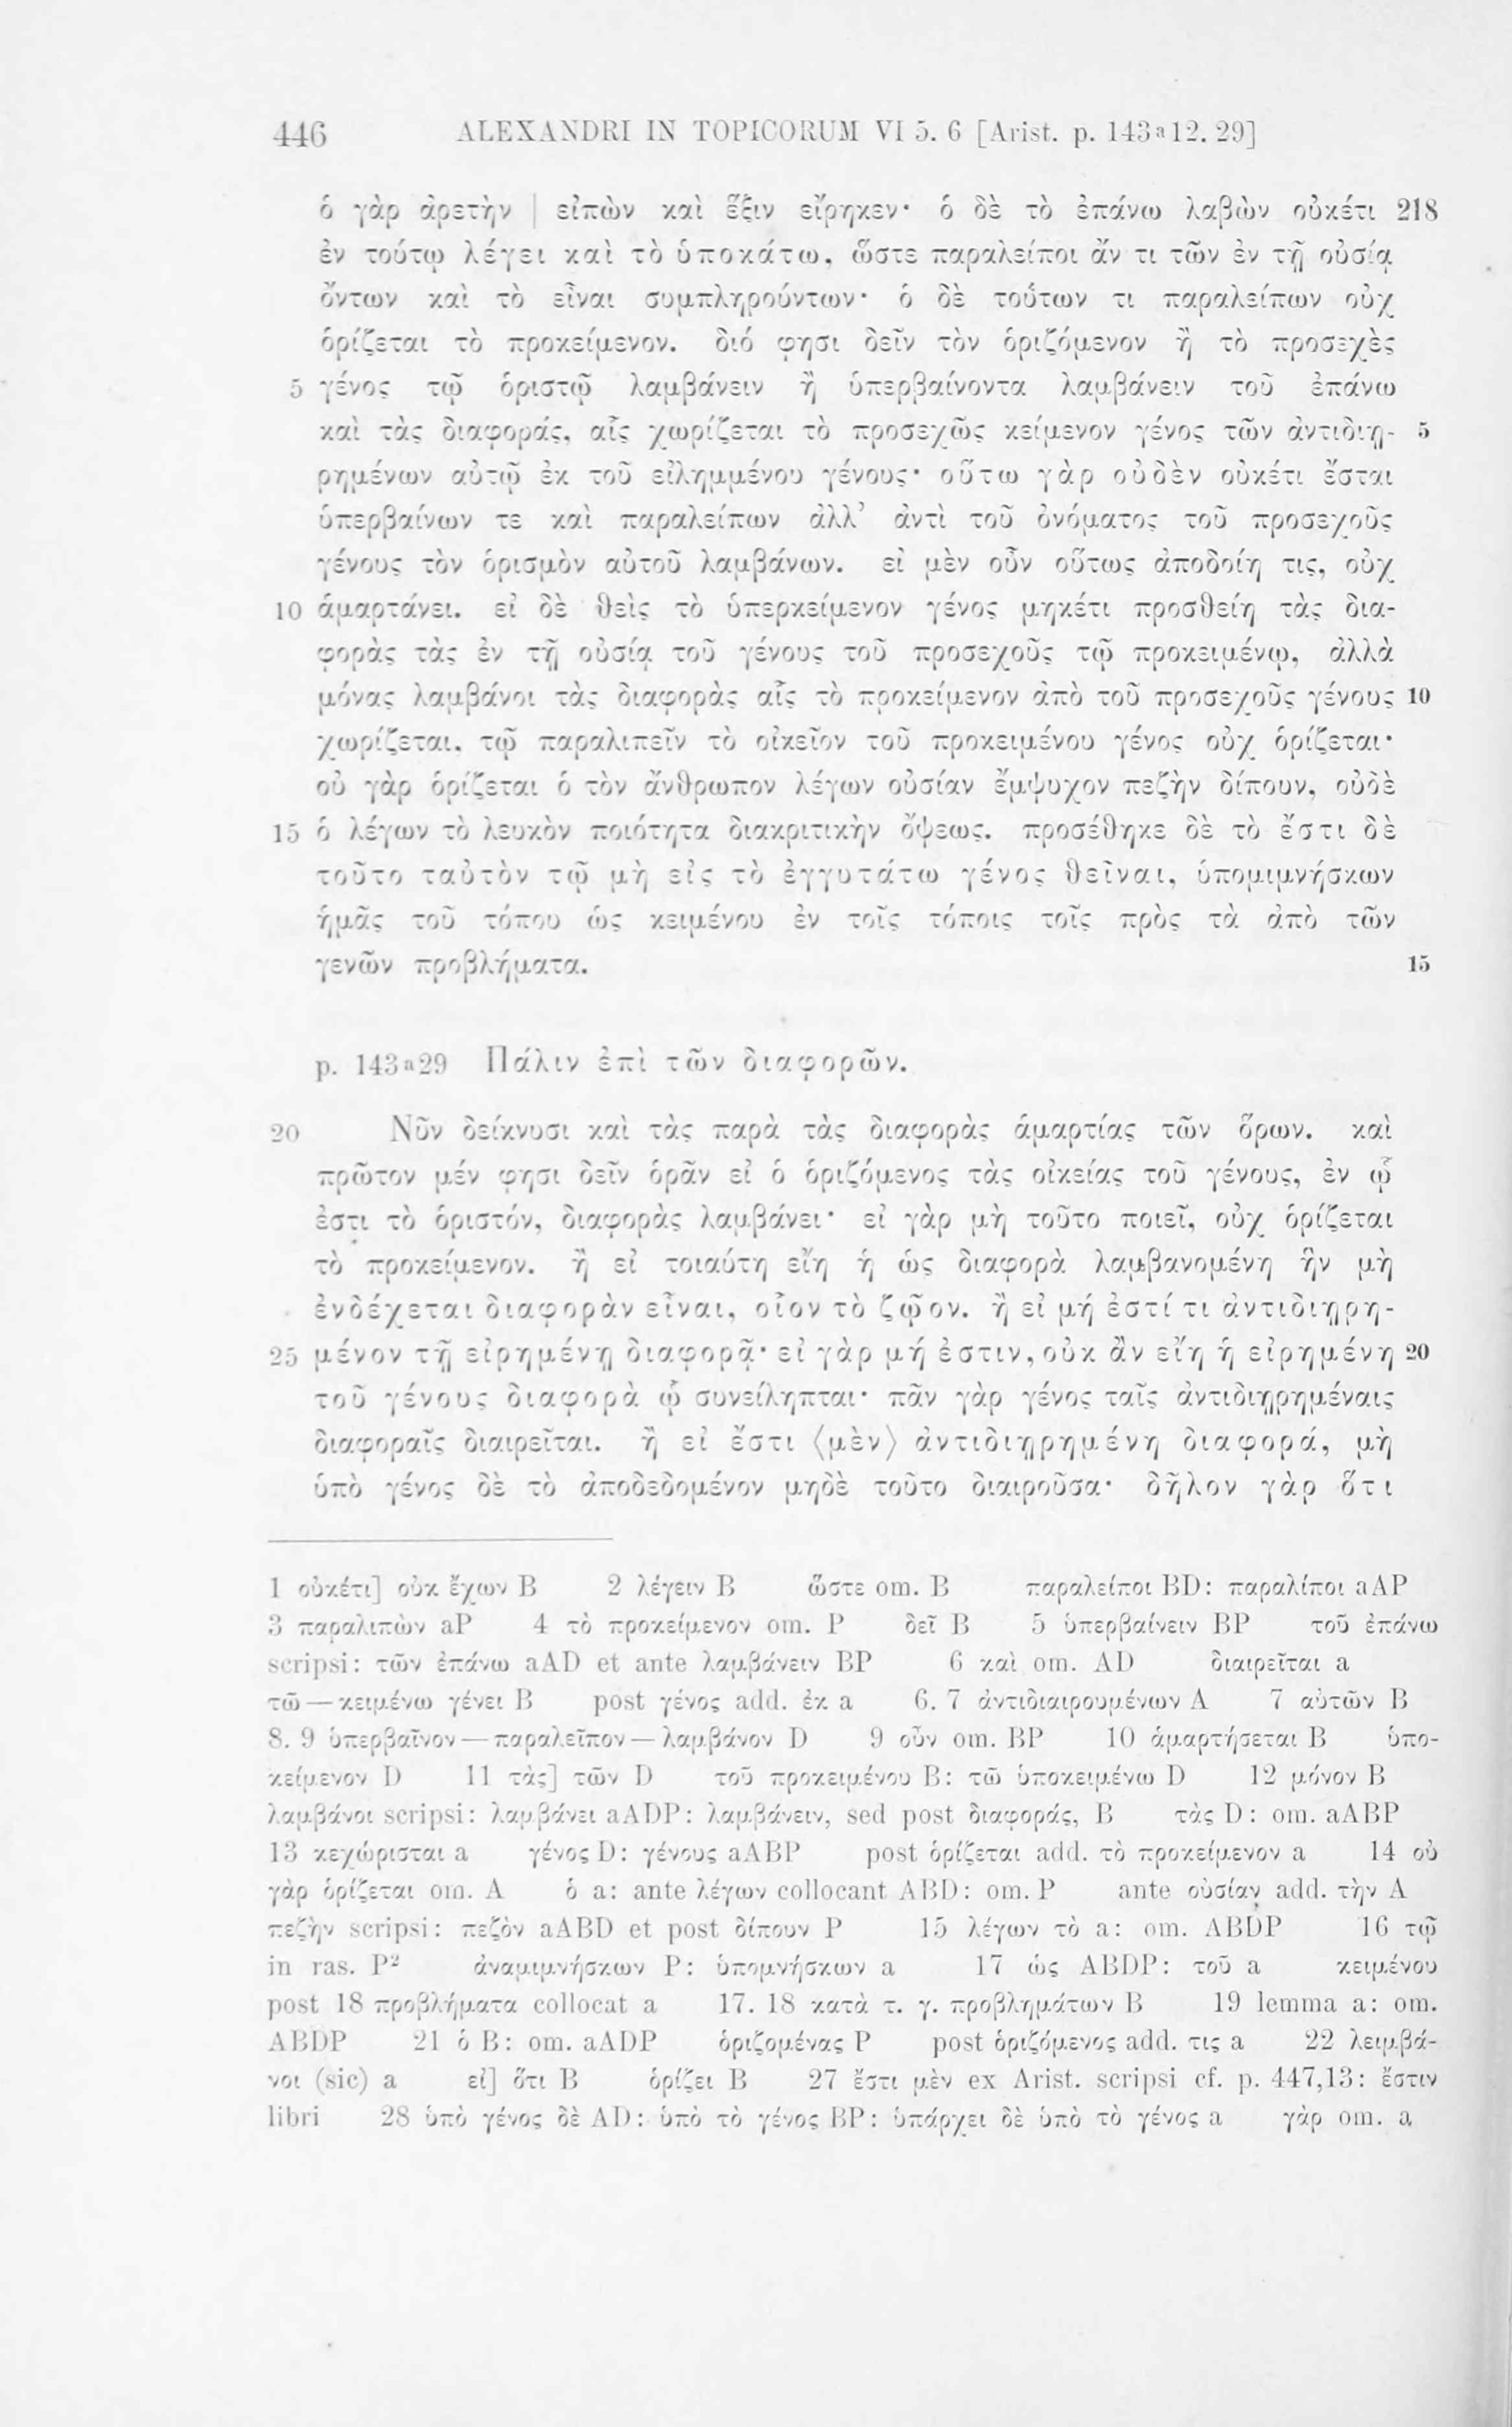 446 ALEXANDRI IN TOPICORUM VI 5. 6 [Arist. p. 143ᵃ12. 29]
ὁ γὰρ ἀρετὴν | εἰπὼν καὶ ἕξιν εἴρηκεν· ὁ δὲ τὸ ἐπάνω λαβὼν οὐκέτι 218
ἐν τούτῳ λέγει καὶ τὸ ὑποκάτω, ὥστε παραλείποι ἄν τι τῶν ἐν τῇ οὐσίᾳ
ὄντων καὶ τὸ εἶναι συμπληρούντων· ὁ δὲ τούτων τι παραλείπων οὐχ
ὁρίζεται τὸ προκείμενον. διό φησι δεῖν τὸν ὁριζόμενον ἢ τὸ προσεχὲς
5 γένος τῷ ὁριστῷ λαμβάνειν ἢ ὑπερβαίνοντα λαμβάνειν τοῦ ἐπάνω
καὶ τὰς διαφοράς, αἷς χωρίζεται τὸ προσεχῶς κείμενον γένος τῶν ἀντιδιῃ- 5
ρημένων αὐτῷ ἐκ τοῦ εἰλημμένου γένους· οὕτω γὰρ οὐδὲν οὐκέτι ἔσται
ὑπερβαίνων τε καὶ παραλείπων ἀλλ’ ἀντὶ τοῦ ὀνόματος τοῦ προσεχοῦς
γένους τὸν ὁρισμὸν αὐτοῦ λαμβάνων. εἰ μὲν οὖν οὕτως ἀποδοίη τις, οὐχ
10 ἁμαρτάνει. εἰ δὲ θεὶς τὸ ὑπερκείμενον γένος μηκέτι προσθείη τὰς δια-
φορὰς τὰς ἐν τῇ οὐσίᾳ τοῦ γένους τοῦ προσεχοῦς τῷ προκειμένῳ, ἀλλὰ
μόνας λαμβάνοι τὰς διαφορὰς αἷς τὸ προκείμενον ἀπὸ τοῦ προσεχοῦς γένους 10
χωρίζεται, τῷ παραλιπεῖν τὸ οἰκεῖον τοῦ προκειμένου γένος οὐχ ὁρίζεται·
οὐ γὰρ ὁρίζεται ὁ τὸν ἄνθρωπον λέγων οὐσίαν ἔμψυχον πεζὴν δίπουν, οὐδὲ
15 ὁ λέγων τὸ λευκὸν ποιότητα διακριτικὴν ὄψεως. προσέθηκε δὲ τὸ ἔστι δὲ
τοῦτο ταὐτὸν τῷ μὴ εἰς τὸ ἐγγυτάτω γένος θεῖναι, ὑπομιμνήσκων
ἡμᾶς τοῦ τόπου ὡς κειμένου ἐν τοῖς τόποις τοῖς πρὸς τὰ ἀπὸ τῶν
γενῶν προβλήματα. 15
p. 143ᵃ29 Πάλιν ἐπὶ τῶν διαφορῶν.
20 Νῦν δείκνυσι καὶ τὰς παρὰ τὰς διαφορὰς ἁμαρτίας τῶν ὅρων. καὶ
πρῶτον μέν φησι δεῖν ὁρᾶν εἰ ὁ ὁριζόμενος τὰς οἰκείας τοῦ γένους, ἐν ᾧ
ἐστι τὸ ὁριστόν, διαφορὰς λαμβάνει· εἰ γὰρ μὴ τοῦτο ποιεῖ, οὐχ ὁρίζεται
τὸ προκείμενον. ἢ εἰ τοιαύτη εἴη ἡ ὡς διαφορὰ λαμβανομένη ἣν μὴ
ἐνδέχεται διαφορὰν εἶναι, οἷον τὸ ζῷον. ἢ εἰ μή ἐστί τι ἀντιδιῃρη-
25 μένον τῇ εἰρημένῃ διαφορᾷ· εἰ γὰρ μή ἐστιν, οὐκ ἂν εἴη ἡ εἰρημένη 20
τοῦ γένους διαφορὰ ᾧ συνείληπται· πᾶν γὰρ γένος ταῖς ἀντιδιῃρημέναις
διαφοραῖς διαιρεῖται. ἢ εἰ ἔστι ⟨μὲν⟩ ἀντιδιῃρημένη διαφορά, μὴ
ὑπὸ γένος δὲ τὸ ἀποδεδομένον μηδὲ τοῦτο διαιροῦσα· δῆλον γὰρ ὅτι
1 οὐκέτι] οὐκ ἔχων B 2 λέγειν B ὥστε om. B παραλείποι BD: παραλίποι aAP
3 παραλιπὼν aP 4 τὸ προκείμενον om. P δεῖ B 5 ὑπερβαίνειν BP τοῦ ἐπάνω
scripsi: τῶν ἐπάνω aAD et ante λαμβάνειν BP 6 καὶ om. AD διαιρεῖται a
τῶ — κειμένω γένει B post γένος add. ἐκ a 6. 7 ἀντιδιαιρουμένων A 7 αὐτῶν B
8. 9 ὑπερβαῖνον — παραλεῖπον — λαμβάνον D 9 οὖν om. BP 10 ἁμαρτήσεται B ὑπο-
κείμενον D 11 τὰς] τῶν D τοῦ προκειμένου B: τῶ ὑποκειμένω D 12 μόνον B
λαμβάνοι scripsi: λαμβάνει aADP: λαμβάνειν, sed post διαφοράς, B τὰς D: om. aABP
13 κεχώρισται a γένος D: γένους aABP post ὁρίζεται add. τὸ προκείμενον a 14 οὐ
γὰρ ὁρίζεται om. A ὁ a: ante λέγων collocant ABD: om. P ante οὐσίαν add. τὴν A
πεζὴν scripsi: πεζὸν aABD et post δίπουν P 15 λέγων τὸ a: om. ABDP 16 τῷ
in ras. P² ἀναμιμνήσκων P: ὑπομνήσκων a 17 ὡς ABDP: τοῦ a κειμένου
post 18 προβλήματα collocat a 17. 18 κατὰ τ. γ. προβλημάτων B 19 lemma a: om.
ABDP 21 ὁ B: om. aADP ὁριζομένας P post ὁριζόμενος add. τις a 22 λειμβά-
νοι (sic) a εἰ] ὅτι B ὁρίζει B 27 ἔστι μὲν ex Arist. scripsi cf. p. 447,13: ἔστιν
libri 28 ὑπὸ γένος δὲ AD: ὑπὸ τὸ γένος BP: ὑπάρχει δὲ ὑπὸ τὸ γένος a γὰρ om. a